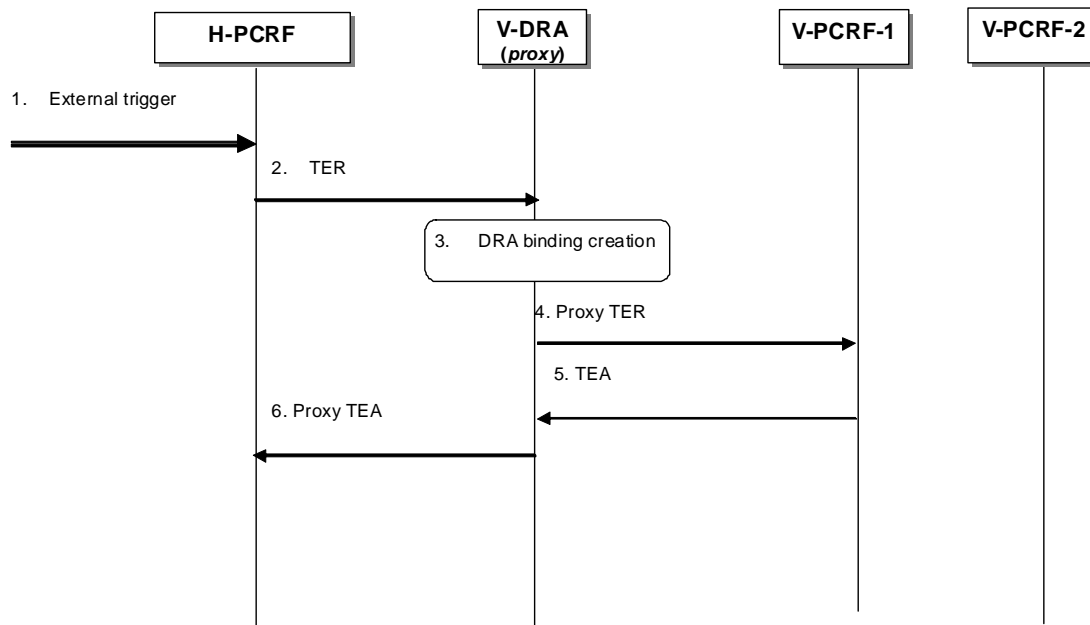 H-PCRF
V-DRA
(proxy)
V-PCRF-1
V-PCRF-2
1. External trigger
2. TER
3. DRA binding creation
4. Proxy TER
5. TEA
6. Proxy TEA